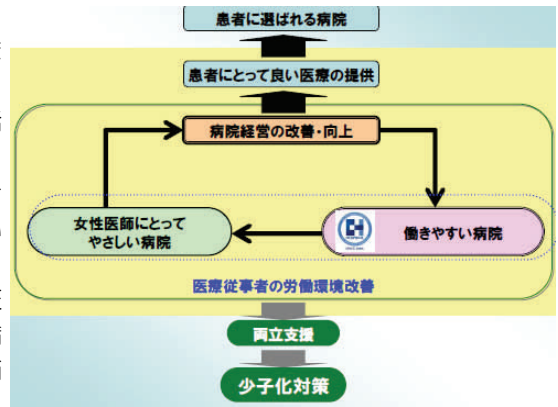 患者に選ばれる病院
患者にとって良い医療の提供
病院経営の改善・向上
女性医師にとって
やさしい病院
働きやすい病院
医療従事者の労働環境改善
両立支援
少子化対策